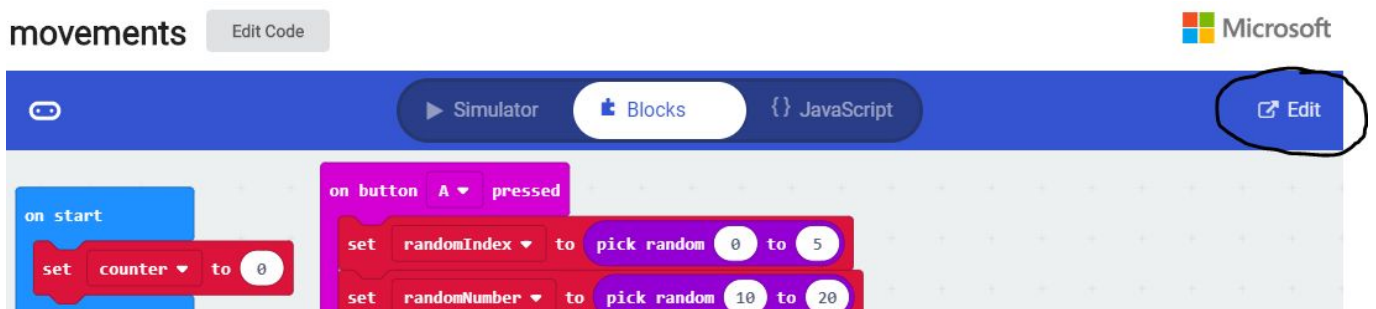 movements Edit Code Microsoft
Simulator Blocks {} JavaScript Edit
on start
set counter to 0
on button A pressed
set randomIndex to pick random 0 to 5
set randomNumber to pick random 10 to 20